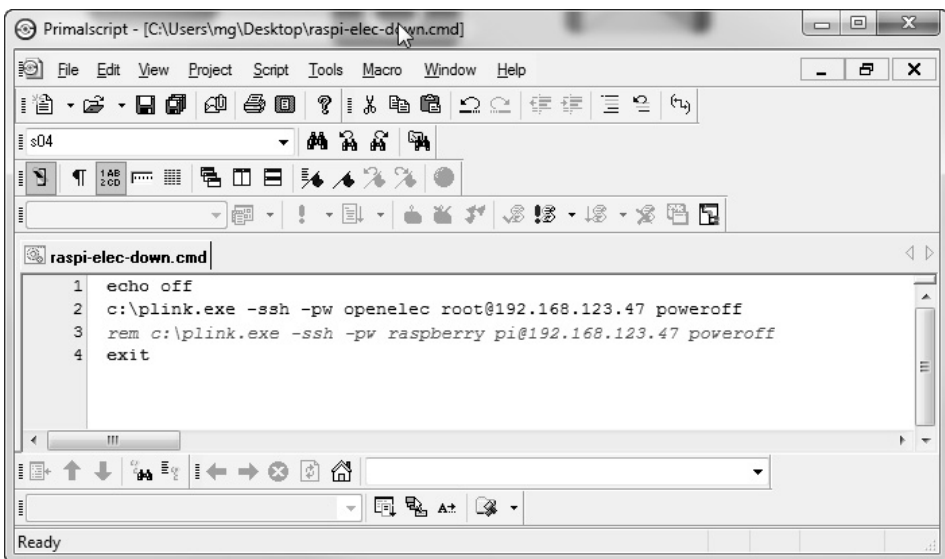 Primalscript - [C:\Users\mg\Desktop\raspi-elec-down.cmd]
File Edit View Project Script Tools Macro Window Help
s04
raspi-elec-down.cmd
1 echo off
2 c:\plink.exe -ssh -pw openelec root@192.168.123.47 poweroff
3 rem c:\plink.exe -ssh -pw raspberry pi@192.168.123.47 poweroff
4 exit
Ready